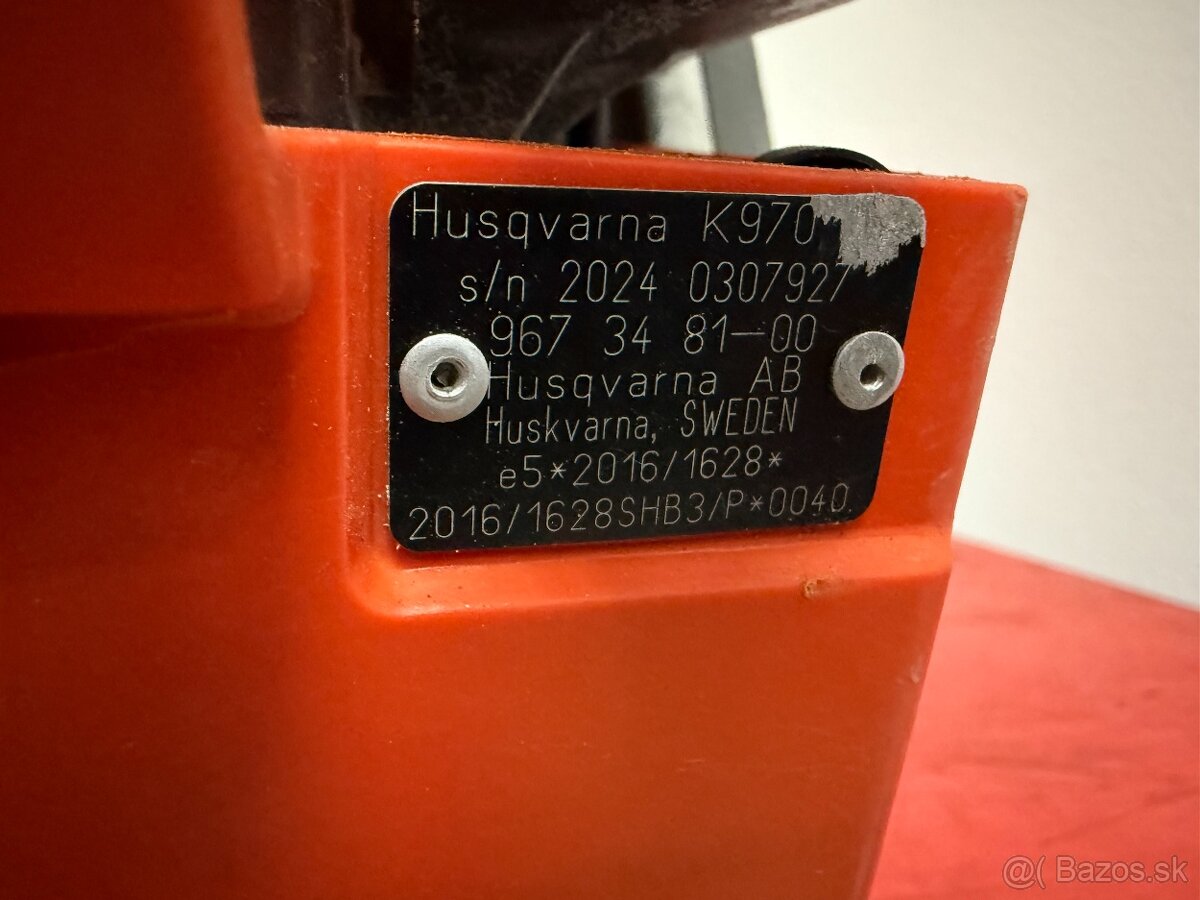 Husqvarna K970
s/n 2024 0307927
967 34 81-00
Husqvarna AB
Huskvarna, SWEDEN
e5*2016/1628*
2016/1628SHB3/P*0040
@( Bazos.sk